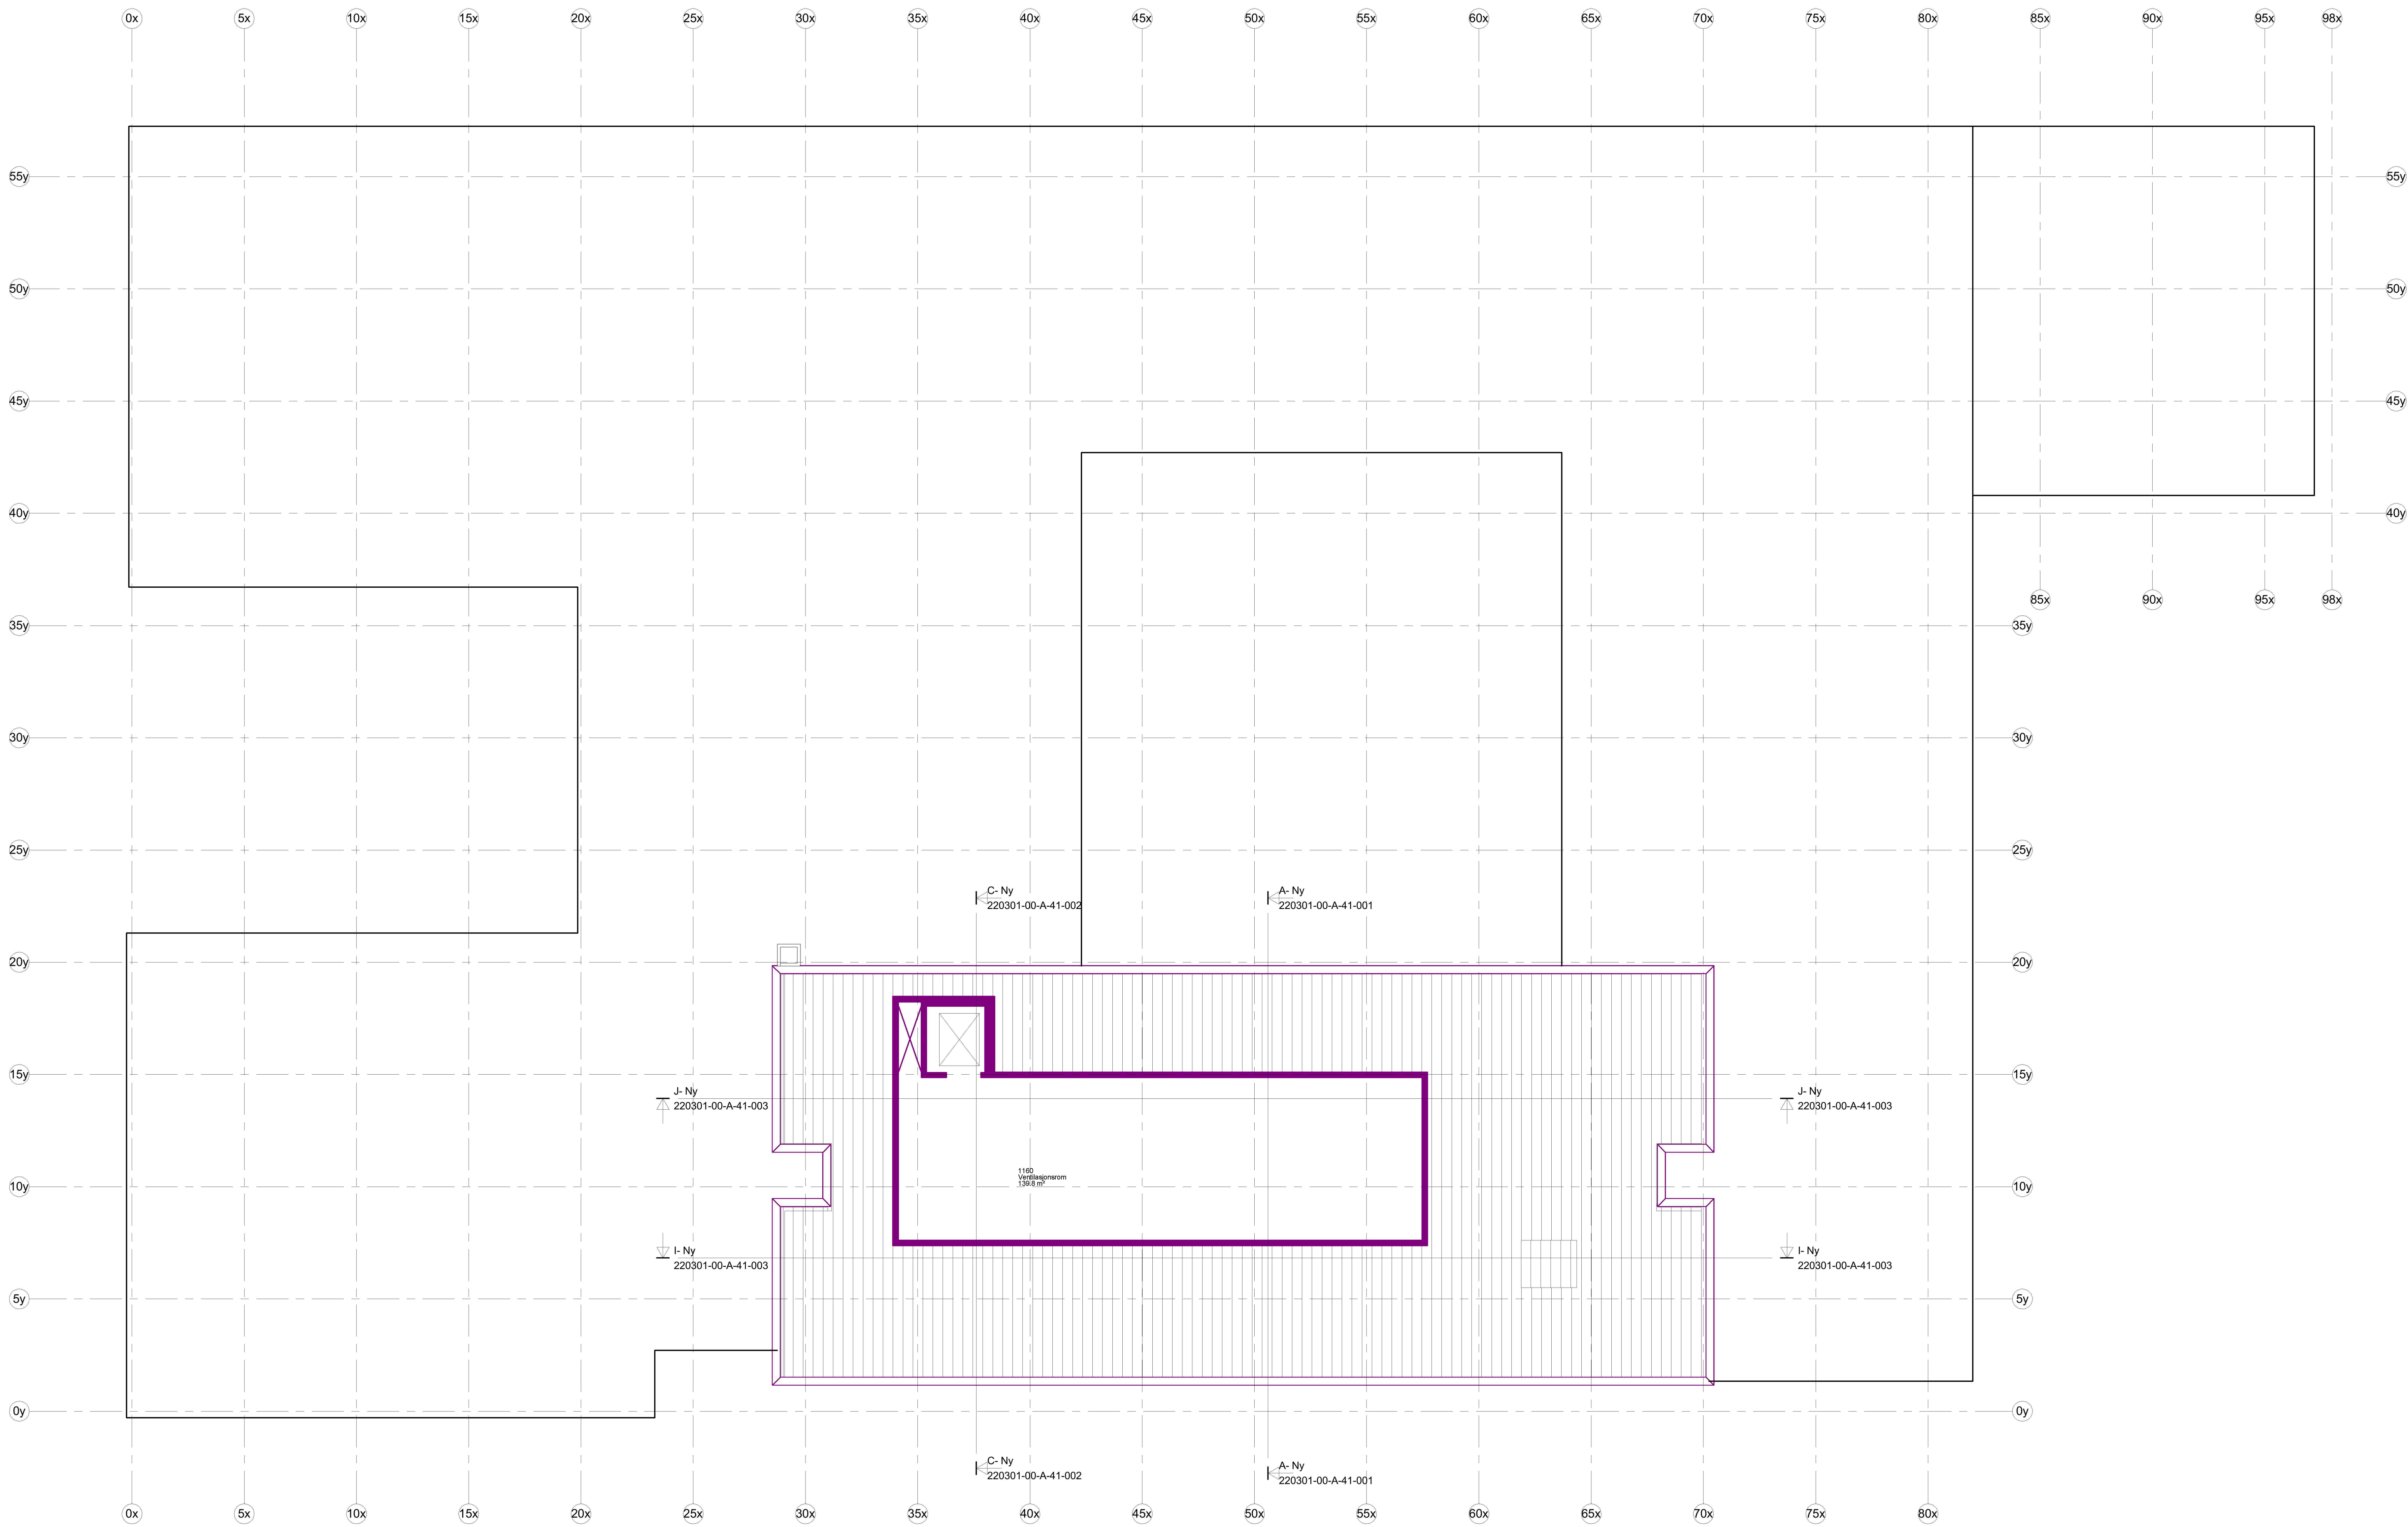 0x 5x 10x 15x 20x 25x 30x 35x 40x 45x 50x 55x 60x 65x 70x 75x 80x 85x 90x 95x 98x
55y 55y
50y 50y
45y 45y
40y 40y
85x 90x 95x 98x
35y 35y
30y 30y
25y 25y
C- Ny
220301-00-A-41-002
A- Ny
220301-00-A-41-001
20y 20y
15y 15y
J- Ny
220301-00-A-41-003
J- Ny
220301-00-A-41-003
1160
Ventilasjonsrom
139.8 m²
10y 10y
I- Ny
220301-00-A-41-003
I- Ny
220301-00-A-41-003
5y 5y
0y 0y
C- Ny
220301-00-A-41-002
A- Ny
220301-00-A-41-001
0x 5x 10x 15x 20x 25x 30x 35x 40x 45x 50x 55x 60x 65x 70x 75x 80x